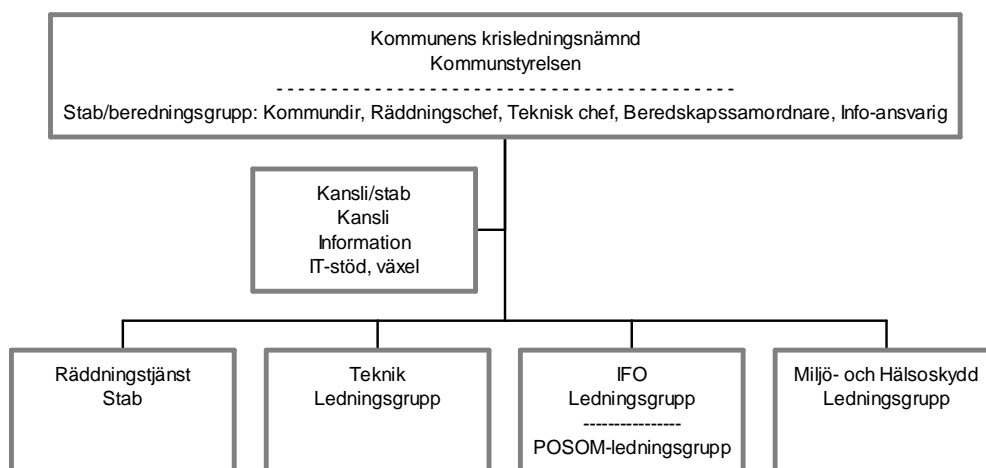 Kommunens krisledningsnämnd
Kommunstyrelsen
- - - - - - - - - - - - - - - - - - - - - - - - - - - - - - - - - -
Stab/beredningsgrupp: Kommundir, Räddningschef, Teknisk chef, Beredskapssamordnare, Info-ansvarig
Kansli/stab
Kansli
Information
IT-stöd, växel
Räddningstjänst
Stab
Teknik
Ledningsgrupp
IFO
Ledningsgrupp
----------------
POSOM-ledningsgrupp
Miljö- och Hälsoskydd
Ledningsgrupp